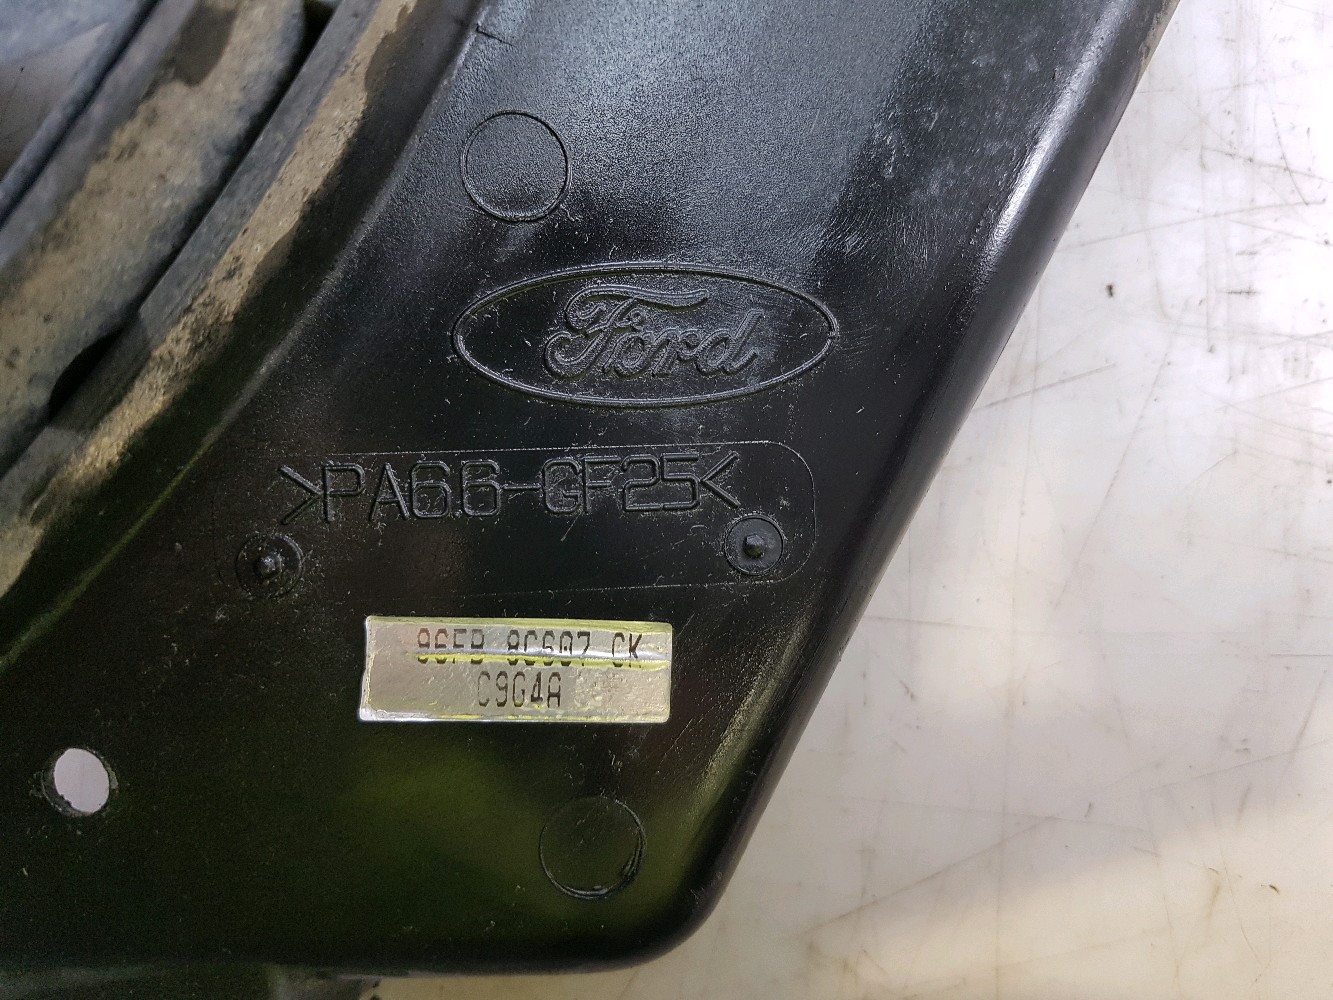 Ford
>PA6.6-GF25<
96FB 8C607 CK
C9G4A